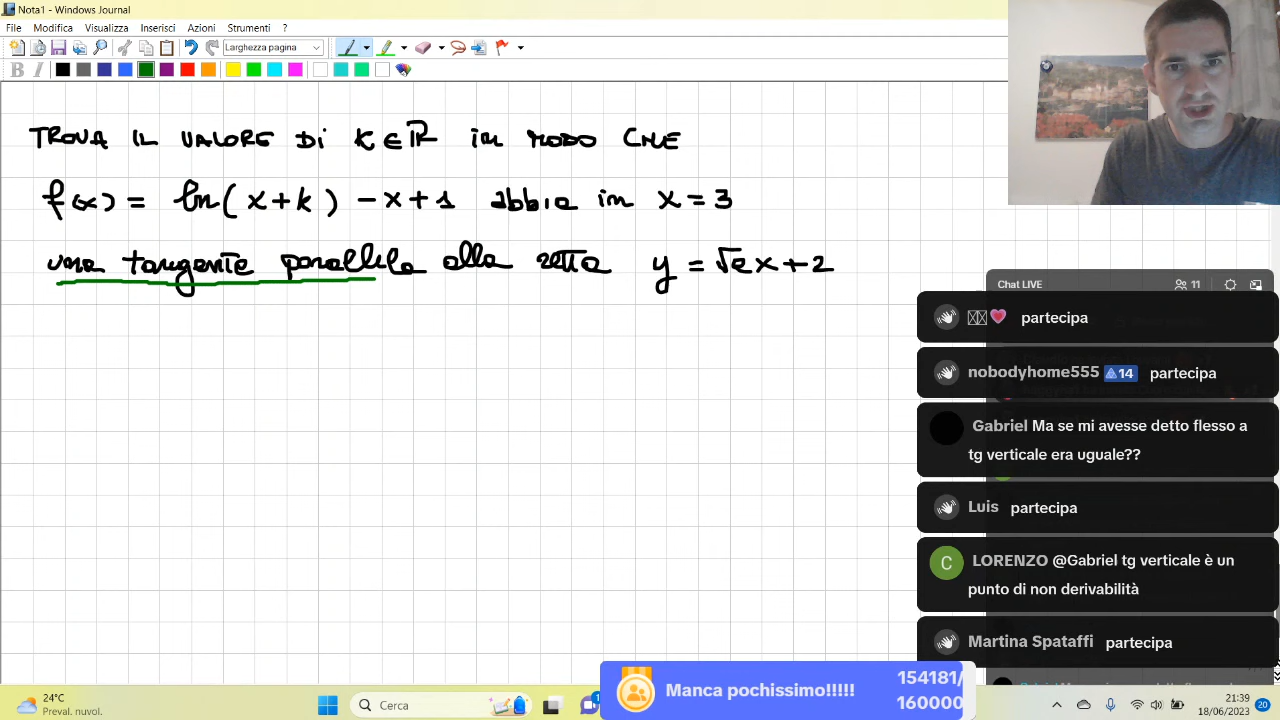 Nota1 - Windows Journal
File Modifica Visualizza Inserisci Azioni Strumenti ?
Larghezza pagina
B I
TROVA IL VALORE DI K∈ℝ IN MODO CHE
f(x) = ln(x+k) -x+1 abbia in x=3
una tangente parallela alla retta y = √2x+2
Chat LIVE 11
partecipa
nobodyhome555 14 partecipa
Gabriel Ma se mi avesse detto flesso a
tg verticale era uguale??
Luis partecipa
C LORENZO @Gabriel tg verticale è un
punto di non derivabilità
Martina Spataffi partecipa
Manca pochissimo!!!!! 154181/
160000
24°C
Preval. nuvol.
Cerca
1
21:39
18/06/2023
20